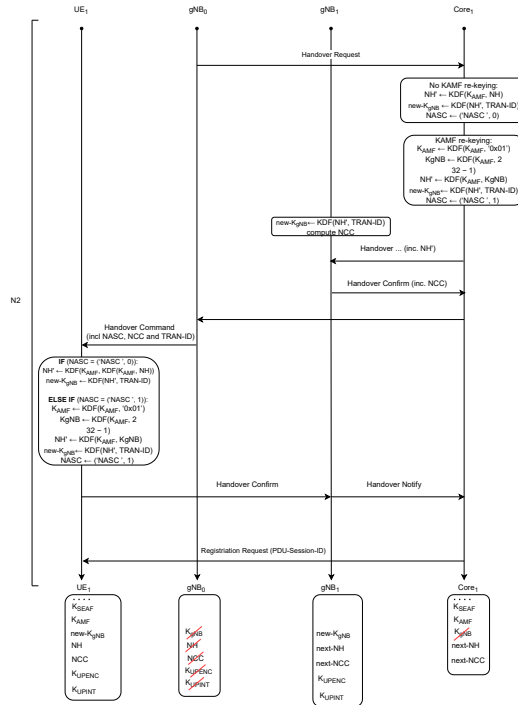 UE1 gNB0 gNB1 Core1
Handover Request
No KAMF re-keying:
NH' ← KDF(KAMF, NH)
new-KgNB ← KDF(NH', TRAN-ID)
NASC ← ('NASC ', 0)
KAMF re-keying:
KAMF ← KDF(KAMF, '0x01')
KgNB ← KDF(KAMF, 2
32 − 1)
NH' ← KDF(KAMF, KgNB)
new-KgNB ← KDF(NH', TRAN-ID)
NASC ← ('NASC ', 1)
new-KgNB ← KDF(NH', TRAN-ID)
compute NCC
Handover ... (inc. NH')
Handover Confirm (inc. NCC)
N2
Handover Command
(incl NASC, NCC and TRAN-ID)
IF (NASC = ('NASC ', 0)):
NH' ← KDF(KAMF, KDF(KAMF, NH))
new-KgNB ← KDF(NH', TRAN-ID)
ELSE IF (NASC = ('NASC ', 1):
KAMF ← KDF(KAMF, '0x01')
KgNB ← KDF(KAMF, 2
32 − 1)
NH' ← KDF(KAMF, KgNB)
new-KgNB ← KDF(NH', TRAN-ID)
NASC ← ('NASC ', 1)
Handover Confirm Handover Notify
Registriation Request (PDU-Session-ID)
UE1 gNB0 gNB1 Core1
....
KSEAF
KAMF
new-KgNB
NH
NCC
KUPENC
KUPINT
KgNB
NH
NCC
KUPENC
KUPINT
new-KgNB
next-NH
next-NCC
KUPENC
KUPINT
....
KSEAF
KAMF
KgNB
next-NH
next-NCC